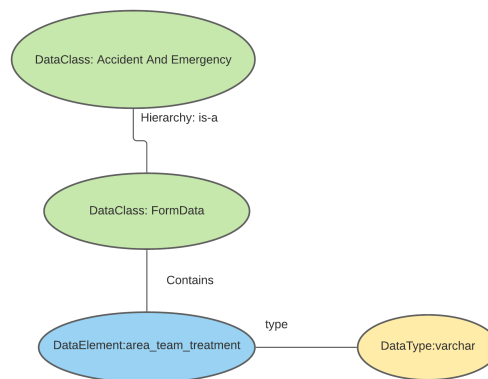 DataClass: Accident And Emergency
Hierarchy: is-a
DataClass: FormData
Contains
type
DataElement:area_team_treatment
DataType:varchar